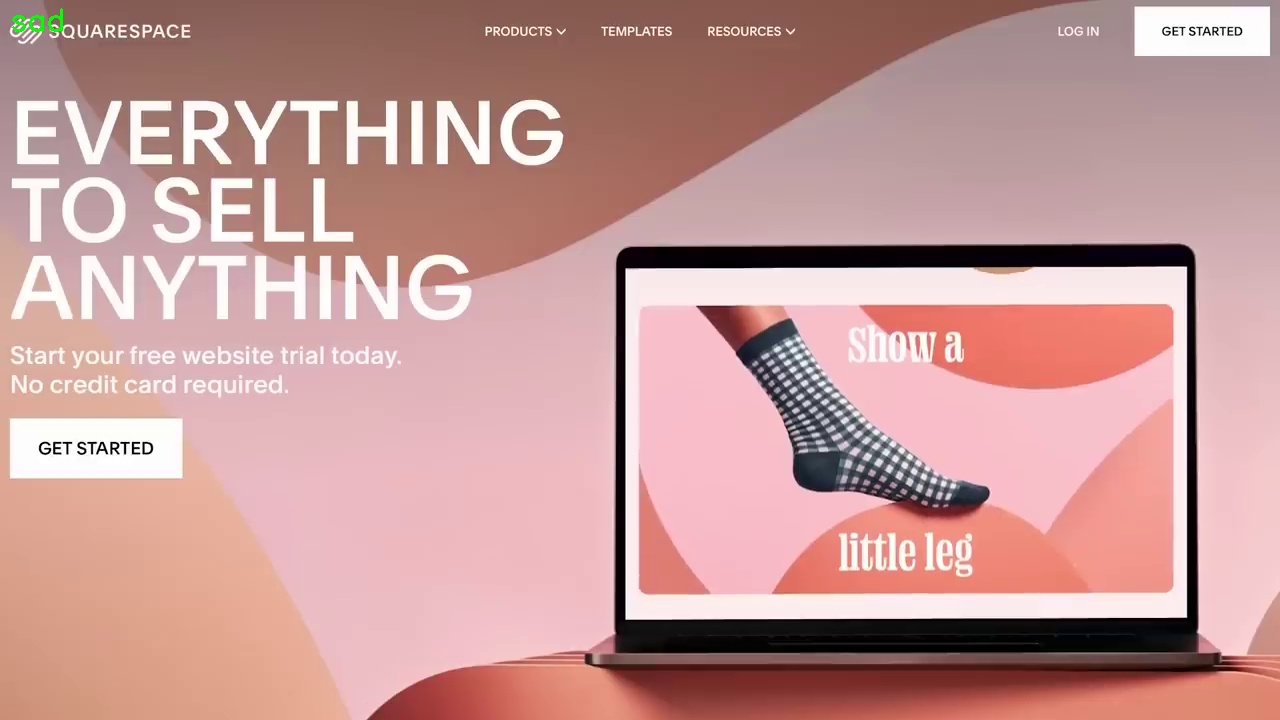 sad
SQUARESPACE
PRODUCTS
TEMPLATES
RESOURCES
LOG IN
GET STARTED
EVERYTHING
TO SELL
ANYTHING
Start your free website trial today.
No credit card required.
GET STARTED
Show a
little leg